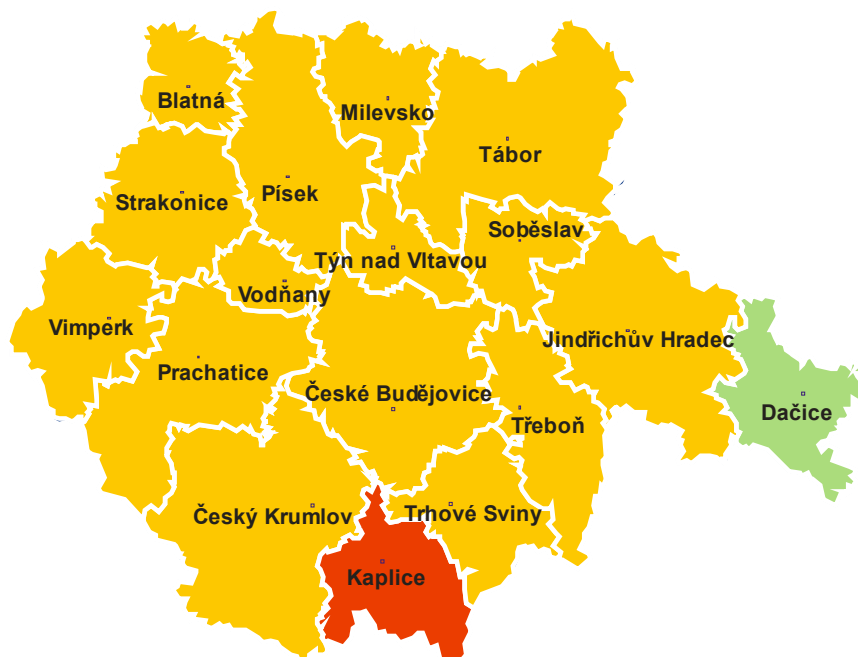 Blatná
Milevsko
Tábor
Strakonice
Písek
Soběslav
Týn nad Vltavou
Vodňany
Vimperk
Jindřichův Hradec
Prachatice
České Budějovice
Dačice
Třeboň
Český Krumlov
Trhové Sviny
Kaplice